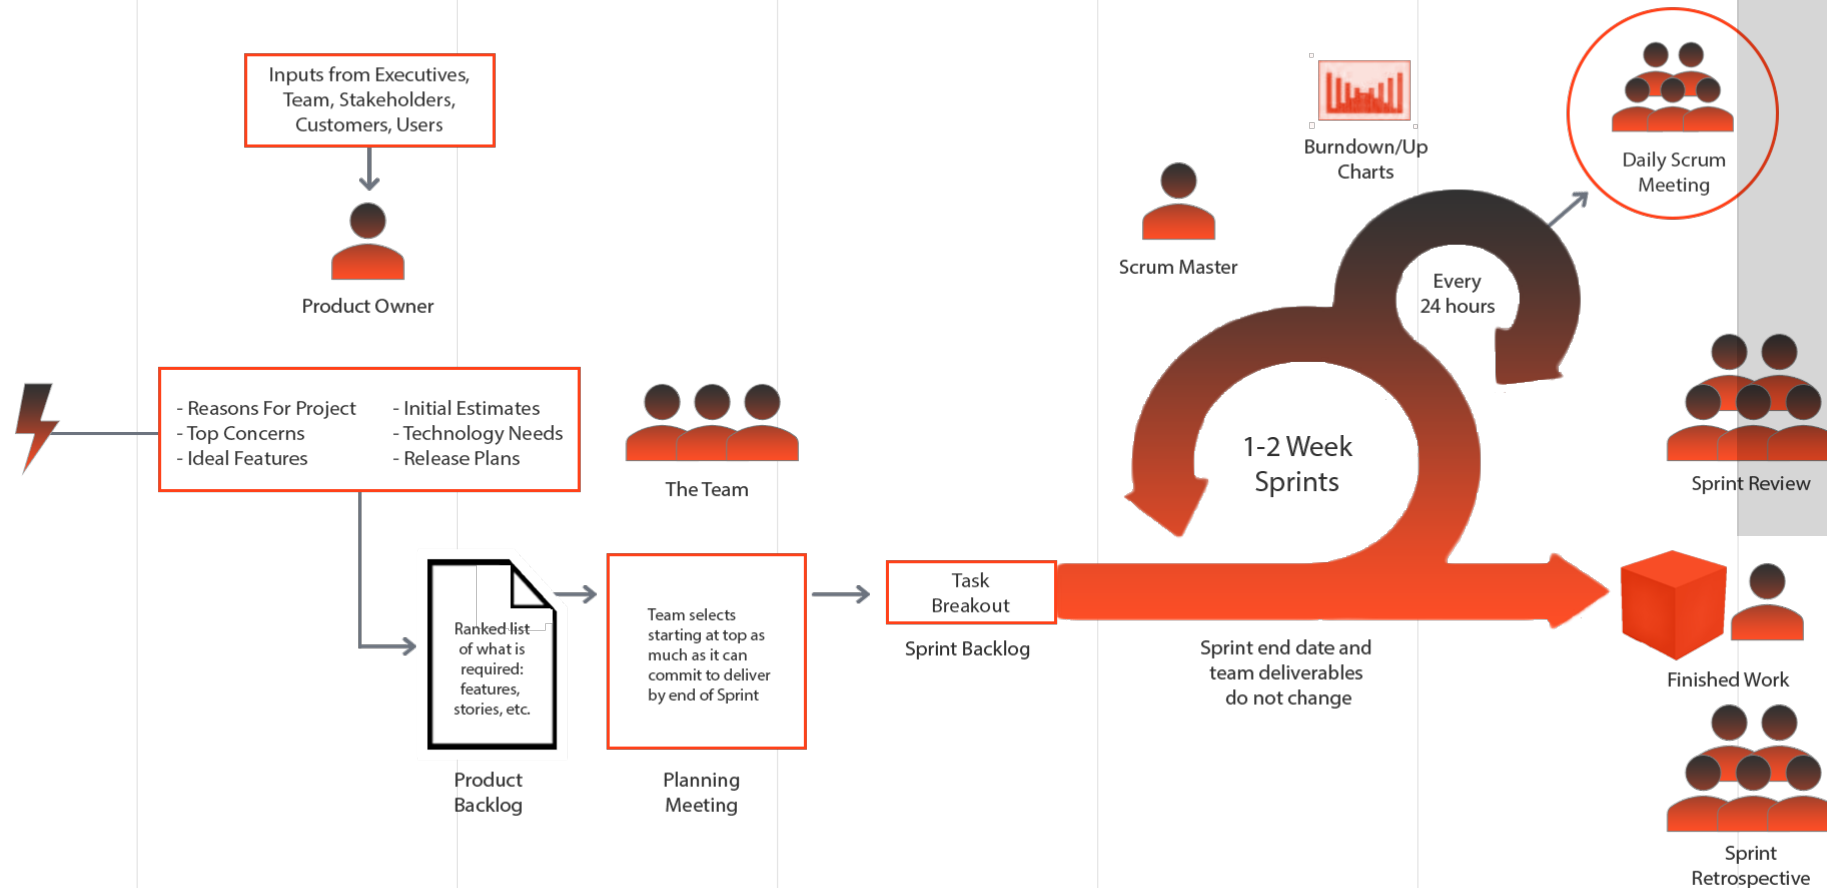 Inputs from Executives,
Team, Stakeholders,
Customers, Users
Product Owner
- Reasons For Project
- Top Concerns
- Ideal Features
- Initial Estimates
- Technology Needs
- Release Plans
The Team
Ranked list
of what is
required:
features,
stories, etc.
Product
Backlog
Team selects
starting at top as
much as it can
commit to deliver
by end of Sprint
Planning
Meeting
Task
Breakout
Sprint Backlog
Scrum Master
Burndown/Up
Charts
Every
24 hours
1-2 Week
Sprints
Sprint end date and
team deliverables
do not change
Daily Scrum
Meeting
Sprint Review
Finished Work
Sprint
Retrospective